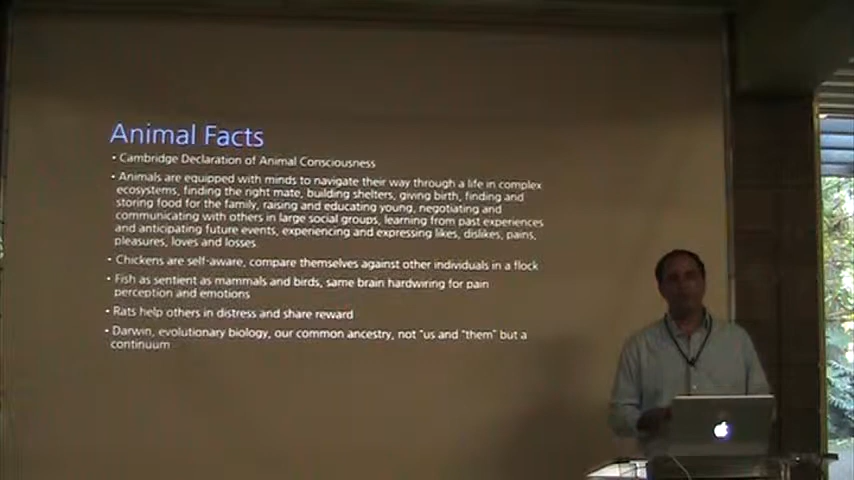 Animal Facts
• Cambridge Declaration of Animal Consciousness
• Animals are equipped with minds to navigate their way through a life in complex
ecosystems, finding the right mate, building shelters, giving birth, finding and
storing food for the family, raising and educating young, negotiating and
communicating with others in large social groups, learning from past experiences
and anticipating future events, experiencing and expressing likes, dislikes, pains,
pleasures, loves and losses
• Chickens are self-aware, compare themselves against other individuals in a flock
• Fish as sentient as mammals and birds, same brain hardwiring for pain
perception and emotions
• Rats help others in distress and share reward
• Darwin, evolutionary biology, our common ancestry, not "us and "them" but a
continuum